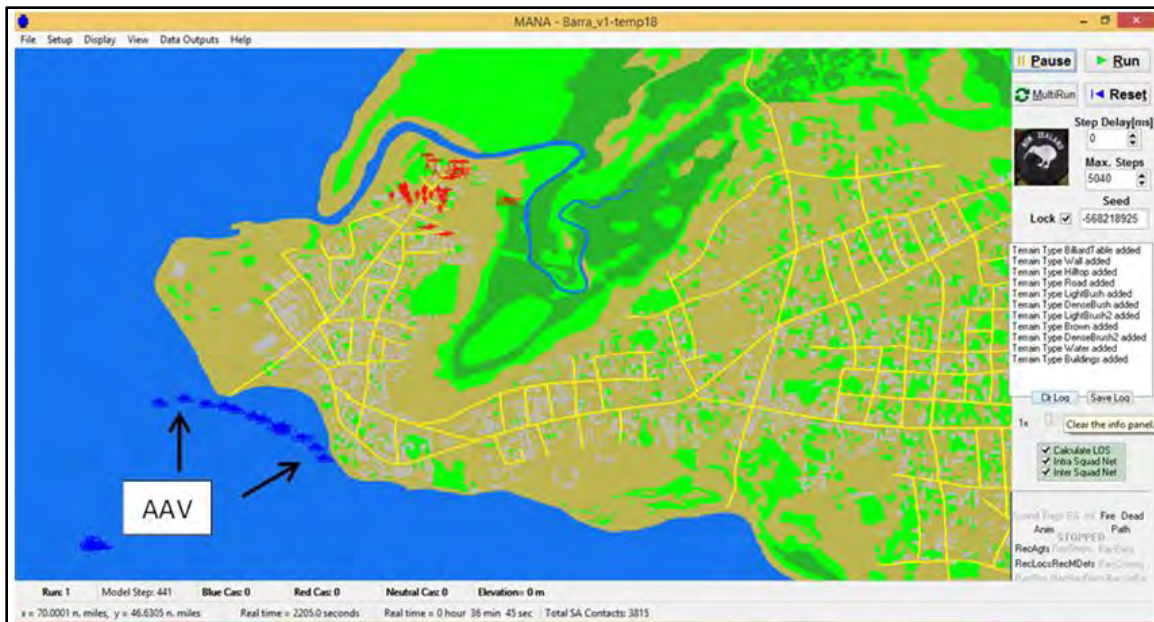 MANA - Barra_v1-temp18
File Setup Display View Data Outputs Help
Pause Run
MultiRun Reset
Step Delay[ms]
0
NEW ZEALAND
Max. Steps
5040
Seed
Lock -568218925
Terrain Type BilliardTable added
Terrain Type Wall added
Terrain Type Hilltop added
Terrain Type Road added
Terrain Type LightBush added
Terrain Type DenseBush added
Terrain Type LightBrush2 added
Terrain Type Brown added
Terrain Type DenseBrush2 added
Terrain Type Water added
Terrain Type Buildings added
Clr Log Save Log
1x Clear the info panel.
Calculate LOS
Intra Squad Net
Inter Squad Net
AAV
Fire Dead
Anim Path
STOPPED
RecAgts
RecLocs RecMDets
Run: 1 Model Step: 441 Blue Cas: 0 Red Cas: 0 Neutral Cas: 0 Elevation= 0 m
x = 70.0001 n. miles, y = 46.6305 n. miles Real time = 2205.0 seconds Real time = 0 hour 36 min 45 sec Total SA Contacts: 3815